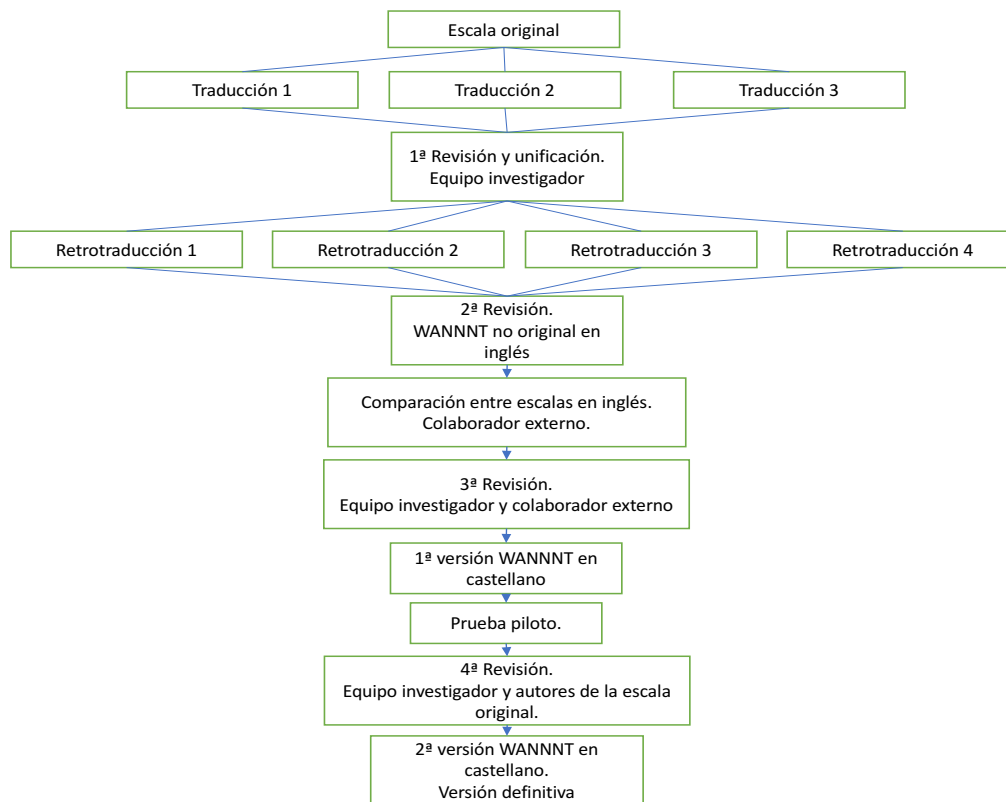 Escala original
Traducción 1
Traducción 2
Traducción 3
1ª Revisión y unificación.
Equipo investigador
Retrotraducción 1
Retrotraducción 2
Retrotraducción 3
Retrotraducción 4
2ª Revisión.
WANNNT no original en
inglés
Comparación entre escalas en inglés.
Colaborador externo.
3ª Revisión.
Equipo investigador y colaborador externo
1ª versión WANNNT en
castellano
Prueba piloto.
4ª Revisión.
Equipo investigador y autores de la escala
original.
2ª versión WANNNT en
castellano.
Versión definitiva